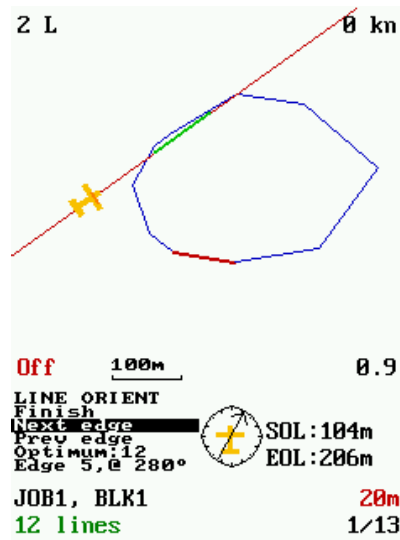 2 L 0 kn
Off 100m 0.9
LINE ORIENT
Finish
Next edge
Prev edge
Optimum:12
Edge 5,@ 280°
SOL:104m
EOL:206m
JOB1, BLK1 20m
12 lines 1/13